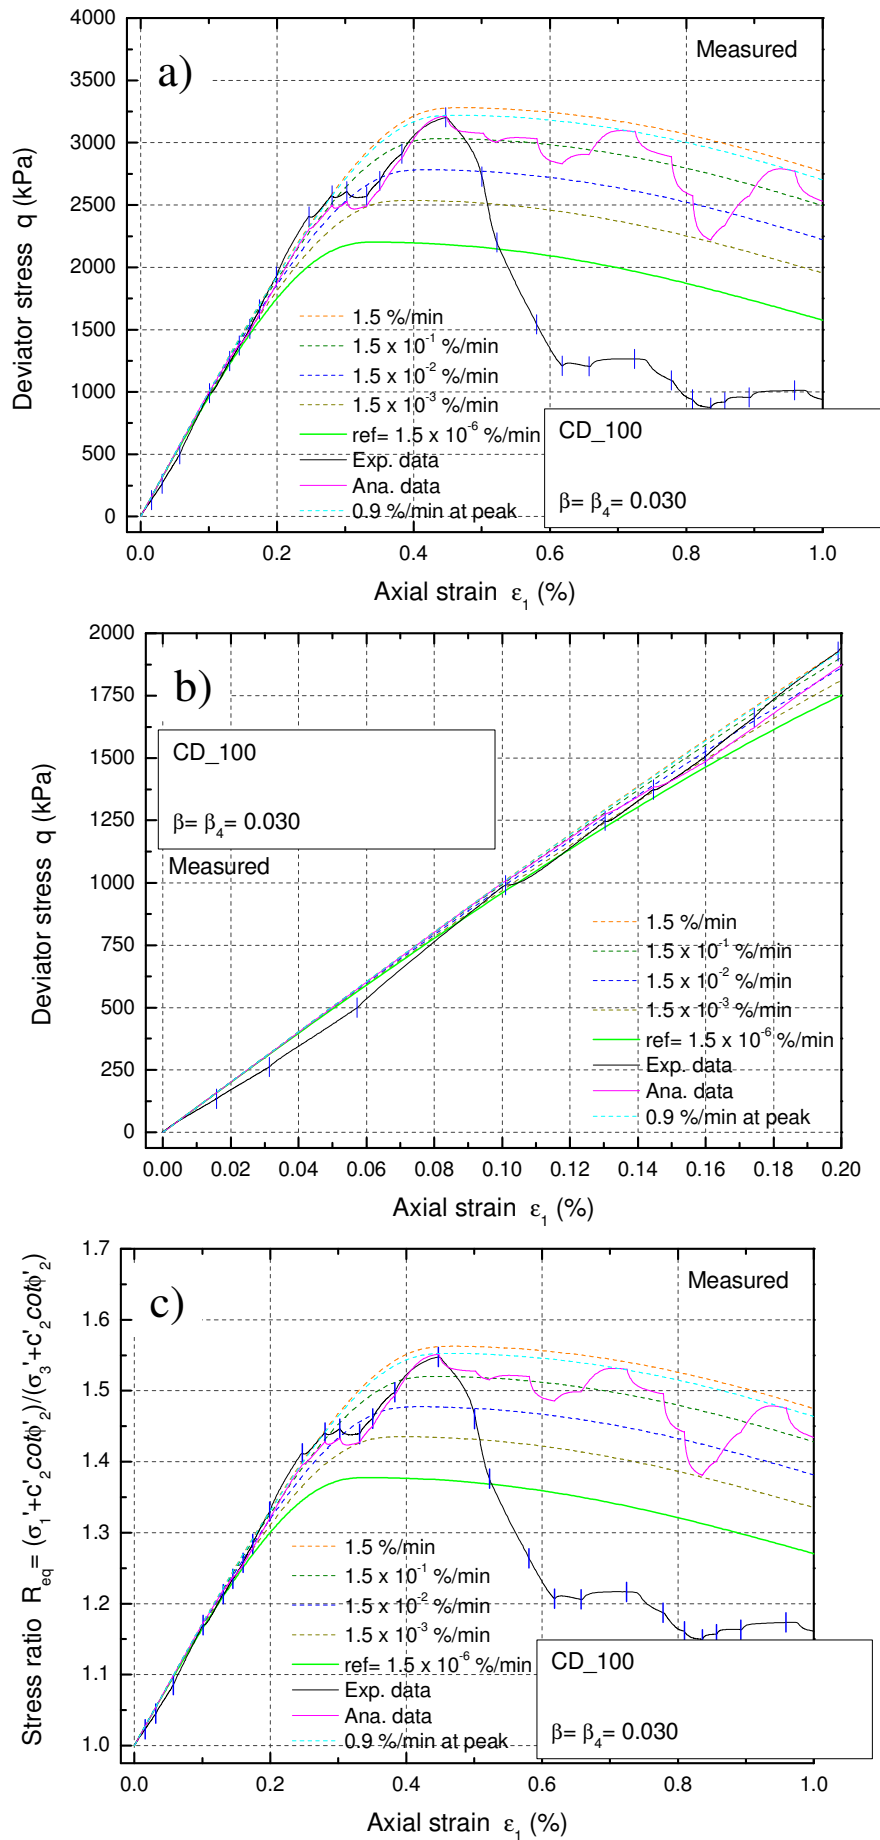 4000
3500
3000
2500
2000
1500
1000
500
0
Deviator stress q (kPa)
a)
Measured
1.5 %/min
1.5 x 10⁻¹ %/min
1.5 x 10⁻² %/min
1.5 x 10⁻³ %/min
ref= 1.5 x 10⁻⁶ %/min
Exp. data
Ana. data
0.9 %/min at peak
CD_100
β= β₄= 0.030
0.0 0.2 0.4 0.6 0.8 1.0
Axial strain ε₁ (%)
2000
1750
1500
1250
1000
750
500
250
0
Deviator stress q (kPa)
b)
CD_100
β= β₄= 0.030
Measured
1.5 %/min
1.5 x 10⁻¹ %/min
1.5 x 10⁻² %/min
1.5 x 10⁻³ %/min
ref= 1.5 x 10⁻⁶ %/min
Exp. data
Ana. data
0.9 %/min at peak
0.00 0.02 0.04 0.06 0.08 0.10 0.12 0.14 0.16 0.18 0.20
Axial strain ε₁ (%)
1.7
1.6
1.5
1.4
1.3
1.2
1.1
1.0
Stress ratio R_eq= (σ₁'+c'₂cotϕ'₂)/(σ₃'+c'₂cotϕ'₂)
c)
Measured
1.5 %/min
1.5 x 10⁻¹ %/min
1.5 x 10⁻² %/min
1.5 x 10⁻³ %/min
ref= 1.5 x 10⁻⁶ %/min
Exp. data
Ana. data
0.9 %/min at peak
CD_100
β= β₄= 0.030
0.0 0.2 0.4 0.6 0.8 1.0
Axial strain ε₁ (%)